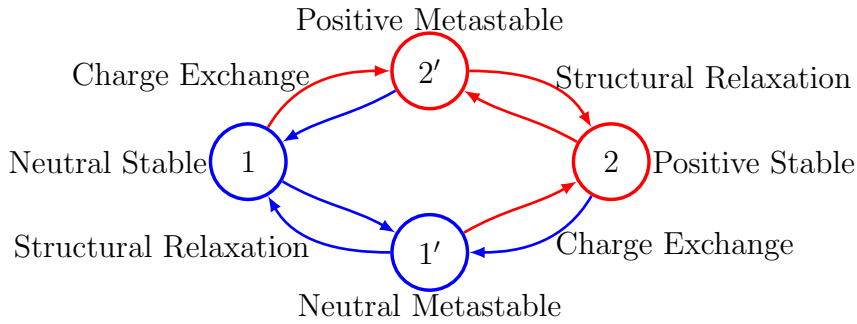 Positive Metastable
Charge Exchange
2′
Structural Relaxation
Neutral Stable
1
2
Positive Stable
Structural Relaxation
1′
Charge Exchange
Neutral Metastable